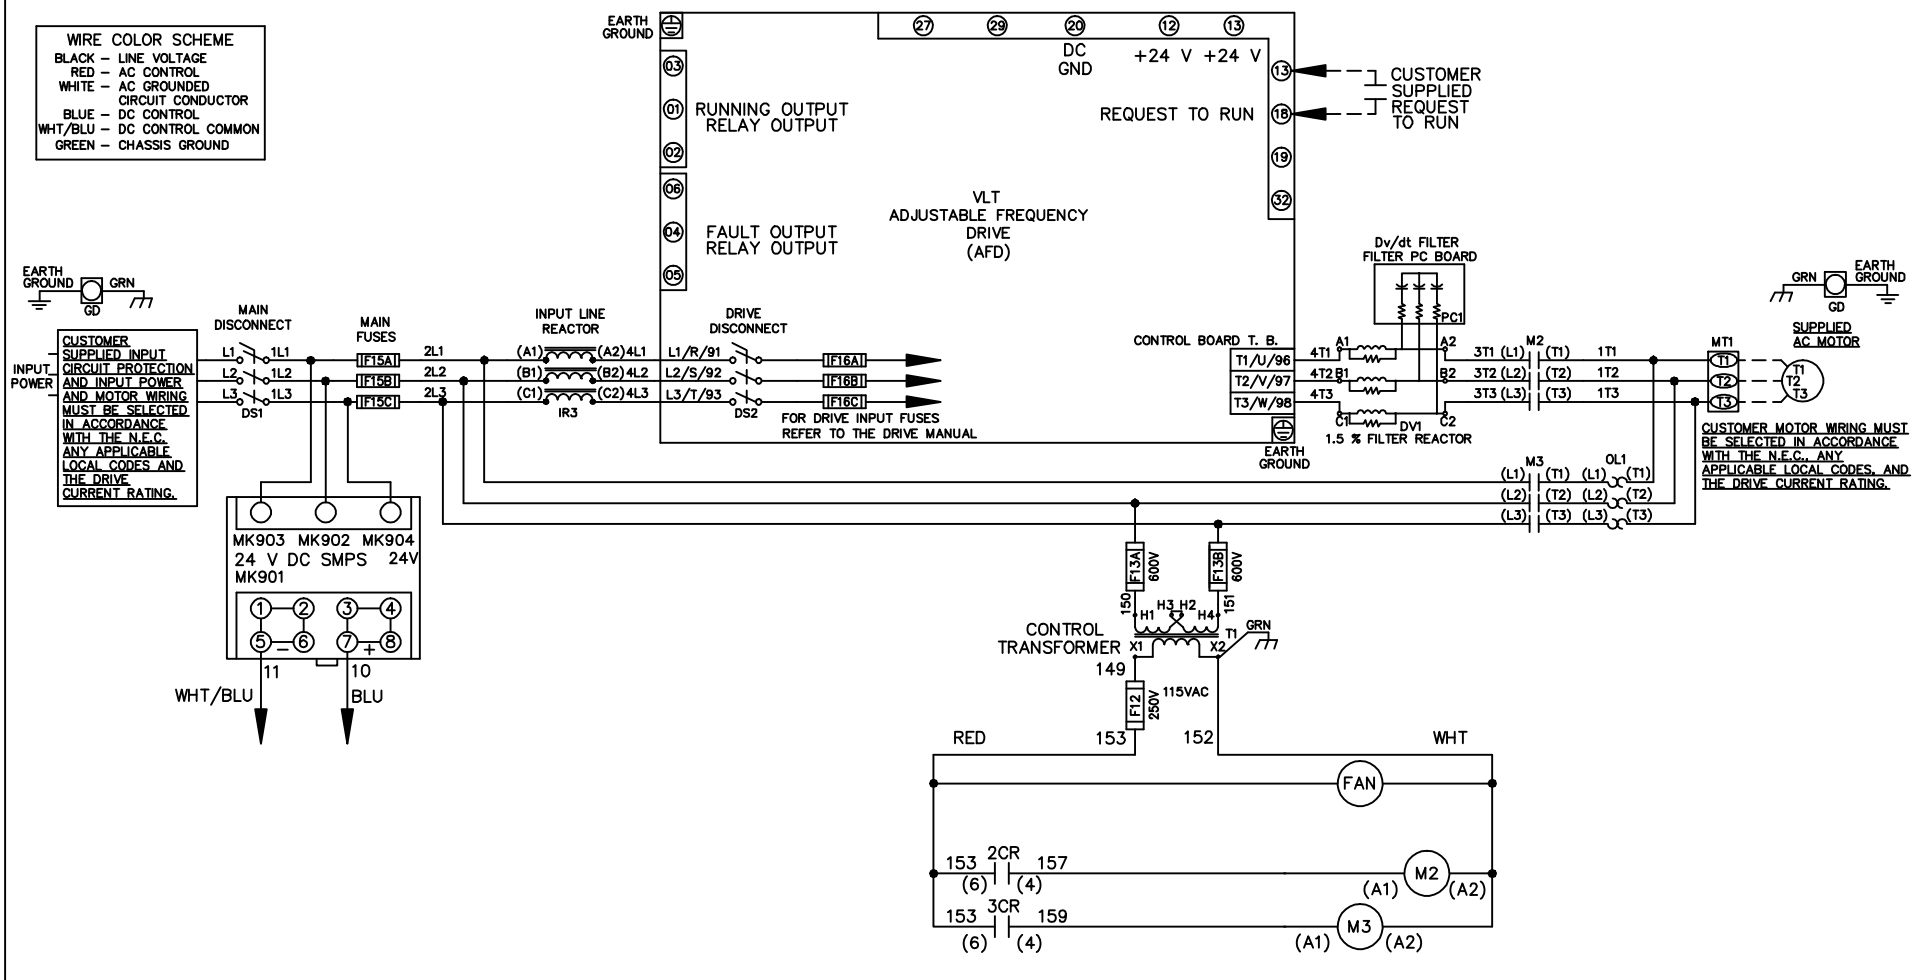 WIRE COLOR SCHEME
BLACK – LINE VOLTAGE
RED – AC CONTROL
WHITE – AC GROUNDED
CIRCUIT CONDUCTOR
BLUE – DC CONTROL
WHT/BLU – DC CONTROL COMMON
GREEN – CHASSIS GROUND
EARTH
GROUND
27 29 20 12 13
DC
GND
+24 V +24 V
03
01
02
RUNNING OUTPUT
RELAY OUTPUT
06
04
05
FAULT OUTPUT
RELAY OUTPUT
13
18
19
32
REQUEST TO RUN
CUSTOMER
SUPPLIED
REQUEST
TO RUN
VLT
ADJUSTABLE FREQUENCY
DRIVE
(AFD)
EARTH
GROUND
GRN
GD
INPUT
POWER
CUSTOMER
SUPPLIED INPUT
CIRCUIT PROTECTION
AND INPUT POWER
AND MOTOR WIRING
MUST BE SELECTED
IN ACCORDANCE
WITH THE N.E.C.
ANY APPLICABLE
LOCAL CODES AND
THE DRIVE
CURRENT RATING.
MAIN
DISCONNECT
L1 1L1
L2 1L2
L3 1L3
DS1
MAIN
FUSES
F15A 2L1
F15B 2L2
F15C 2L3
INPUT LINE
REACTOR
(A1) (A2) 4L1
(B1) (B2) 4L2
(C1) (C2) 4L3
IR3
DRIVE
DISCONNECT
L1/R/91
L2/S/92
L3/T/93
DS2
F16A
F16B
F16C
FOR DRIVE INPUT FUSES
REFER TO THE DRIVE MANUAL
CONTROL BOARD T. B.
T1/U/96 4T1
T2/V/97 4T2
T3/W/98 4T3
EARTH
GROUND
Dv/dt FILTER
FILTER PC BOARD
PC1
A1 A2
B1 B2
C1 C2
DV1
1.5 % FILTER REACTOR
M2
3T1 (L1) (T1) 1T1
3T2 (L2) (T2) 1T2
3T3 (L3) (T3) 1T3
MT1
T1
T2
T3
GRN
GD
EARTH
GROUND
SUPPLIED
AC MOTOR
T1
T2
T3
CUSTOMER MOTOR WIRING MUST
BE SELECTED IN ACCORDANCE
WITH THE N.E.C., ANY
APPLICABLE LOCAL CODES, AND
THE DRIVE CURRENT RATING.
M3 OL1
(L1) (T1) (L1) (T1)
(L2) (T2) (L2) (T2)
(L3) (T3) (L3) (T3)
MK903 MK902 MK904
24 V DC SMPS 24V
MK901
1 2 3 4
5 – 6 7 + 8
11 10
WHT/BLU BLU
F13A 600V
F13B 600V
150 151
H1 H3 H2 H4
CONTROL
TRANSFORMER
X1 X2 T1
GRN
149
F12 250V
115VAC
153 152
RED WHT
FAN
153 2CR 157
(6) (4)
(A1) M2 (A2)
153 3CR 159
(6) (4)
(A1) M3 (A2)